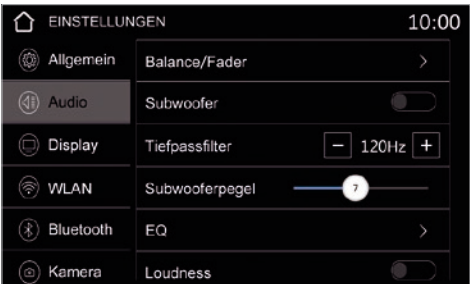 EINSTELLUNGEN 10:00
Allgemein
Audio
Display
WLAN
Bluetooth
Kamera
Balance/Fader
Subwoofer
Tiefpassfilter − 120Hz +
Subwooferpegel 7
EQ
Loudness